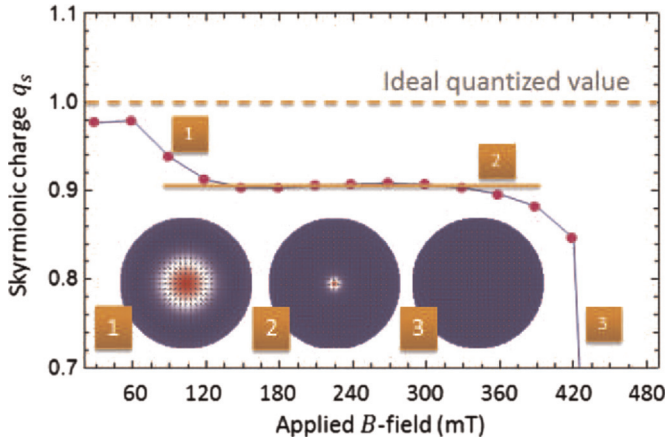 1.1
1.0
0.9
0.8
0.7
Skyrmionic charge qs
Ideal quantized value
1
2
3
1
2
3
60 120 180 240 300 360 420 480
Applied B-field (mT)